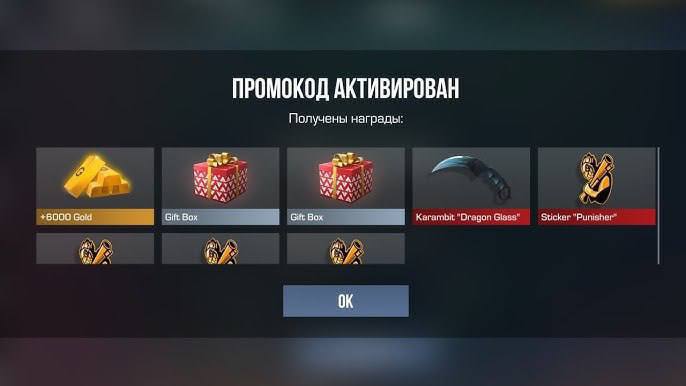 ПРОМОКОД АКТИВИРОВАН
Получены награды:
+6000 Gold
Gift Box
Gift Box
Karambit "Dragon Glass"
Sticker "Punisher"
OK